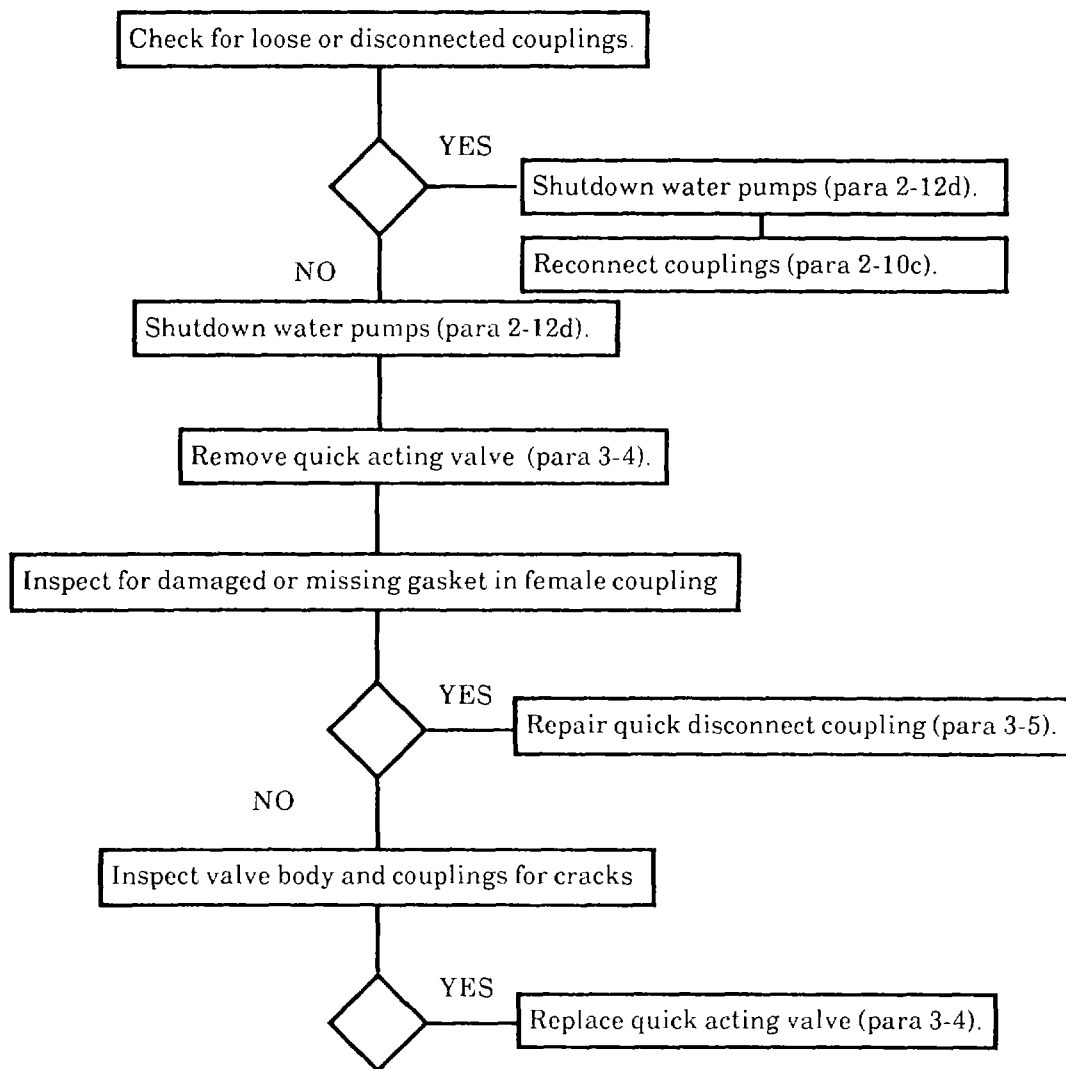 Check for loose or disconnected couplings.
YES
Shutdown water pumps (para 2-12d).
Reconnect couplings (para 2-10c).
NO
Shutdown water pumps (para 2-12d).
Remove quick acting valve (para 3-4).
Inspect for damaged or missing gasket in female coupling
YES
Repair quick disconnect coupling (para 3-5).
NO
Inspect valve body and couplings for cracks
YES
Replace quick acting valve (para 3-4).